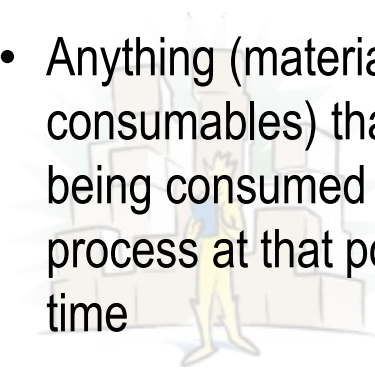 • Anything (materia
consumables) tha
being consumed
process at that po
time